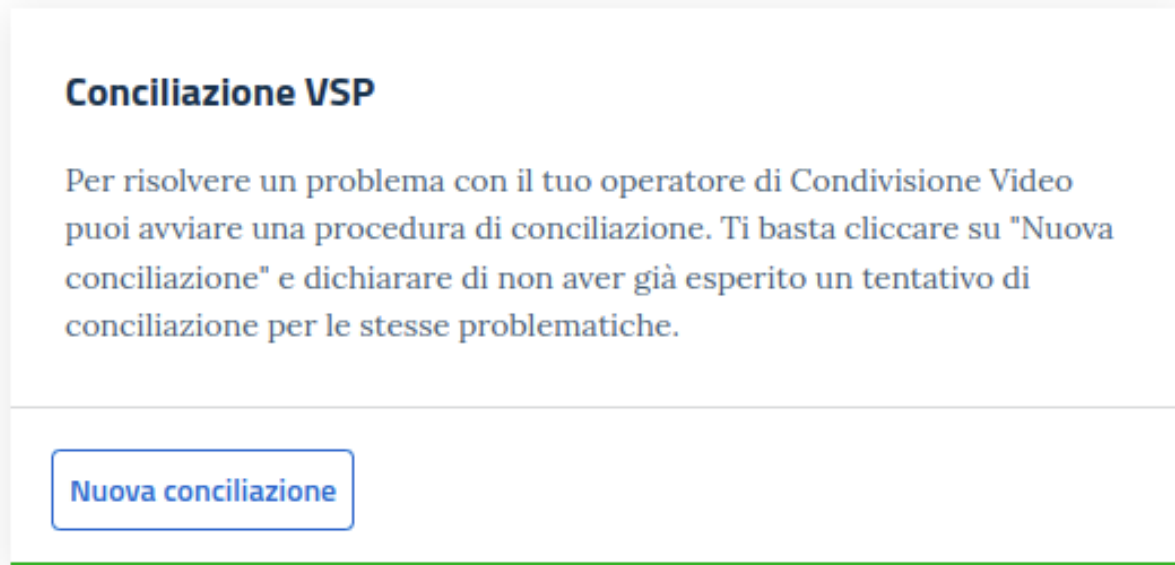 Conciliazione VSP
Per risolvere un problema con il tuo operatore di Condivisione Video
puoi avviare una procedura di conciliazione. Ti basta cliccare su "Nuova
conciliazione" e dichiarare di non aver già esperito un tentativo di
conciliazione per le stesse problematiche.
Nuova conciliazione